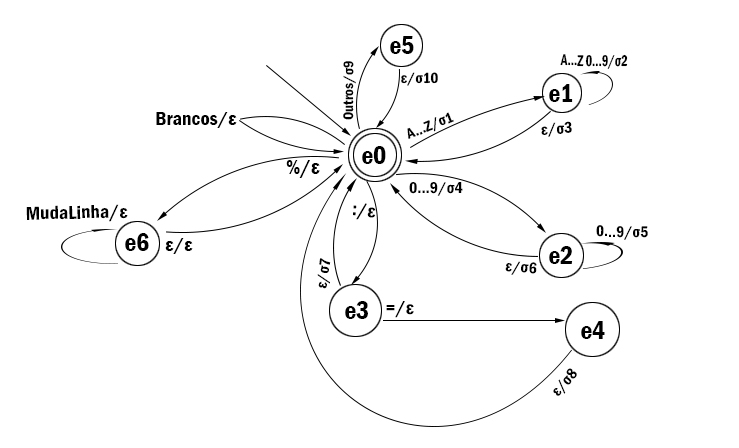 e5
Outros/σ9
ε/σ10
A...Z 0...9/σ2
e1
A...Z/σ1
ε/σ3
Brancos/ε
e0
%/ε
0...9/σ4
:/ε
MudaLinha/ε
e6
ε/ε
0...9/σ5
e2
ε/σ6
ε/σ7
e3
=/ε
e4
ε/σ8